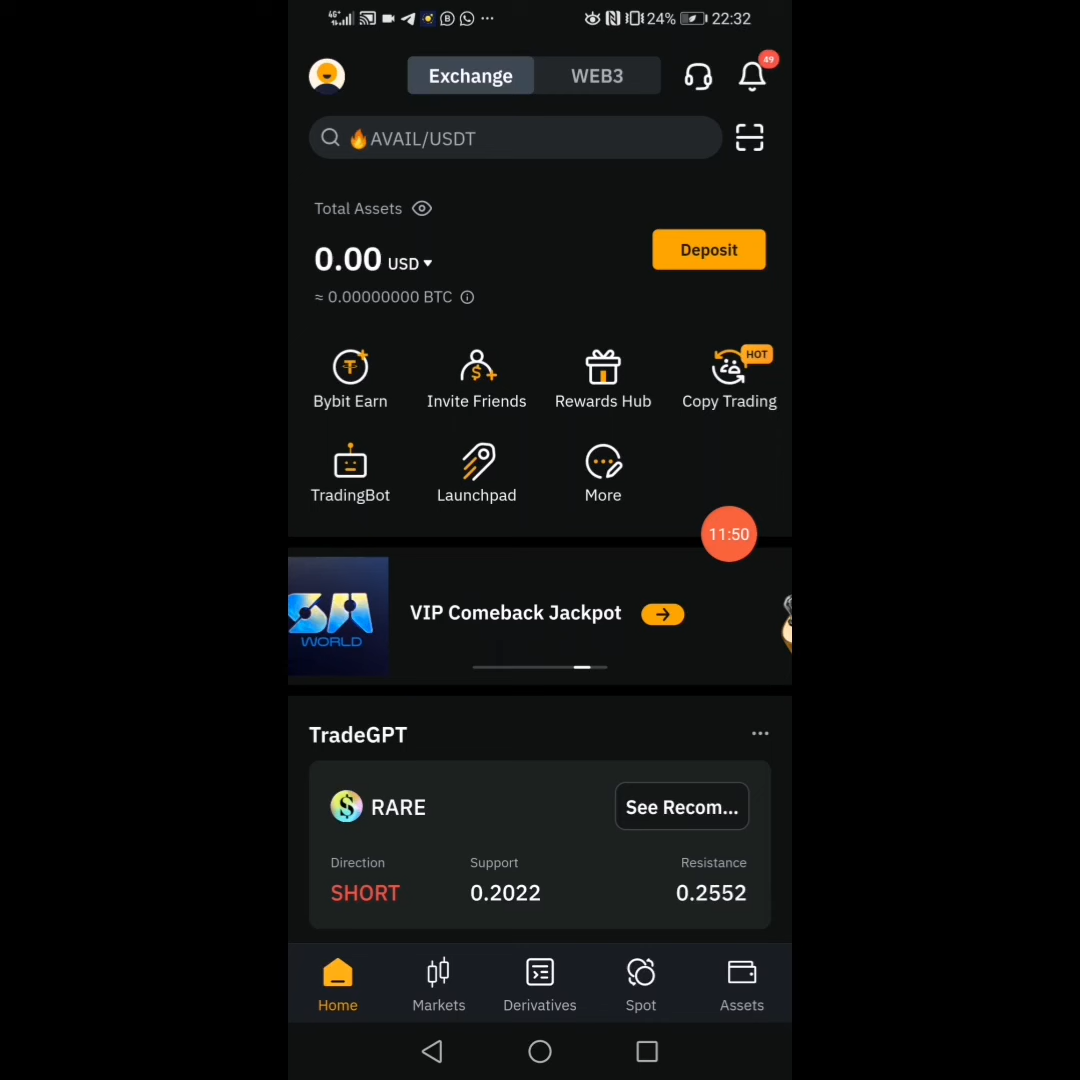 4G 24% 22:32
Exchange WEB3 49
🔥AVAIL/USDT
Total Assets
0.00 USD Deposit
≈ 0.00000000 BTC
HOT
Bybit Earn Invite Friends Rewards Hub Copy Trading
TradingBot Launchpad More
11:50
VIP Comeback Jackpot
WORLD
TradeGPT
RARE See Recom...
Direction Support Resistance
SHORT 0.2022 0.2552
Home Markets Derivatives Spot Assets